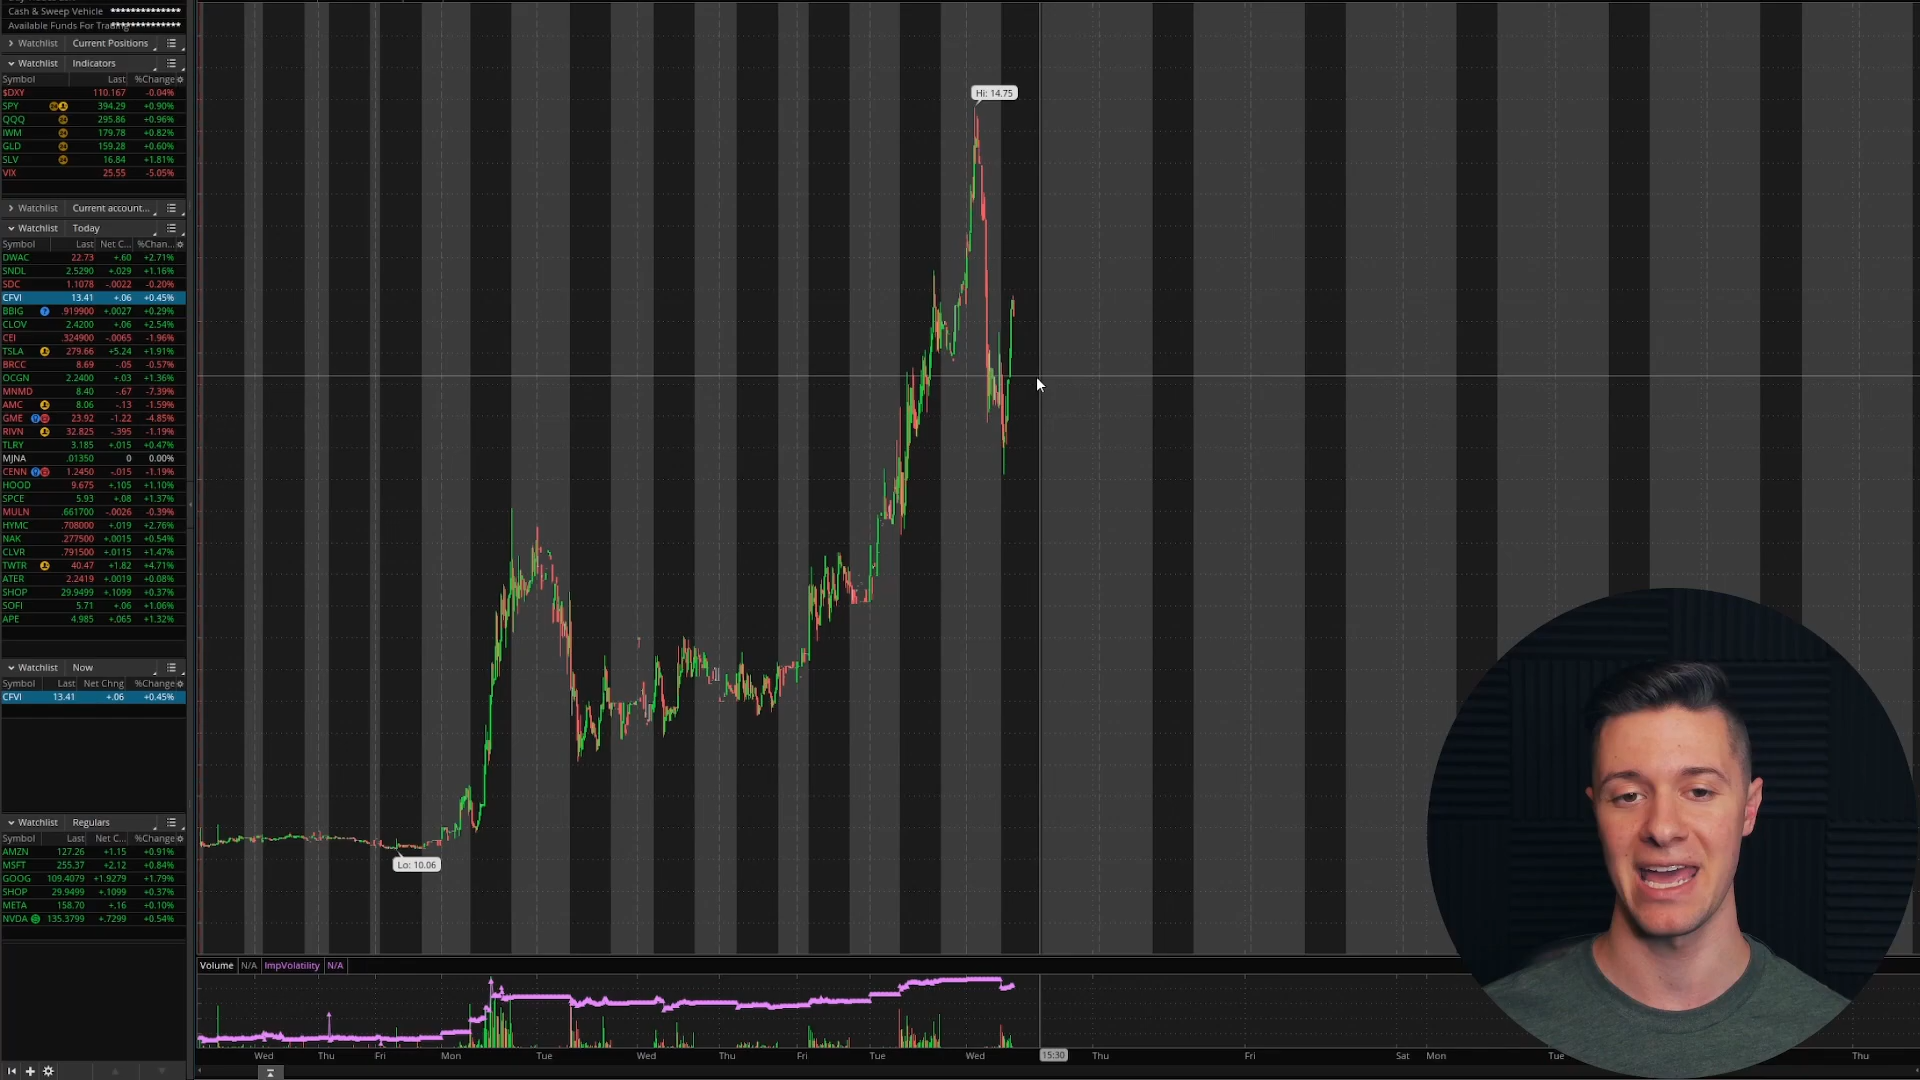 Cash & Sweep Vehicle **************
Available Funds For Trading **************
Watchlist Current Positions
Watchlist Indicators
Symbol Last %Change
$DXY 110.167 -0.04%
SPY 394.29 +0.90%
QQQ 295.86 +0.96%
IWM 179.78 +0.82%
GLD 159.28 +0.60%
SLV 16.84 +1.81%
VIX 25.55 -5.05%
Watchlist Current account...
Watchlist Today
Symbol Last Net C... %Chan...
DWAC 22.73 +.60 +2.71%
SNDL 2.5290 +.029 +1.16%
SDC 1.1078 -.0022 -0.20%
CFVI 13.41 +.06 +0.45%
BBIG .919900 +.0027 +0.29%
CLOV 2.4200 +.06 +2.54%
CEI .324900 -.0065 -1.96%
TSLA 279.66 +5.24 +1.91%
BRCC 8.69 -.05 -0.57%
OCGN 2.2400 +.03 +1.36%
MNMD 8.40 -.67 -7.39%
AMC 8.06 -.13 -1.59%
GME 23.92 -1.22 -4.85%
RIVN 32.825 -.395 -1.19%
TLRY 3.185 +.015 +0.47%
MJNA .01350 0 0.00%
CENN 1.2450 -.015 -1.19%
HOOD 9.675 +.105 +1.10%
SPCE 5.93 +.08 +1.37%
MULN .661700 -.0026 -0.39%
HYMC .708000 +.019 +2.76%
NAK .277500 +.0015 +0.54%
CLVR .791500 +.0115 +1.47%
TWTR 40.47 +1.82 +4.71%
ATER 2.2419 +.0019 +0.08%
SHOP 29.9499 +.1099 +0.37%
SOFI 5.71 +.06 +1.06%
APE 4.985 +.065 +1.32%
Watchlist Now
Symbol Last Net Chng %Change
CFVI 13.41 +.06 +0.45%
Watchlist Regulars
Symbol Last Net C... %Change
AMZN 127.26 +1.15 +0.91%
MSFT 255.37 +2.12 +0.84%
GOOG 109.4079 +1.9279 +1.79%
SHOP 29.9499 +.1099 +0.37%
META 158.70 +.16 +0.10%
NVDA 135.3799 +.7299 +0.54%
Hi: 14.75
Lo: 10.06
Volume N/A ImpVolatility N/A
Wed Thu Fri Mon Tue Wed Thu Fri Tue Wed 15:30 Thu Fri Sat Mon Tue Thu